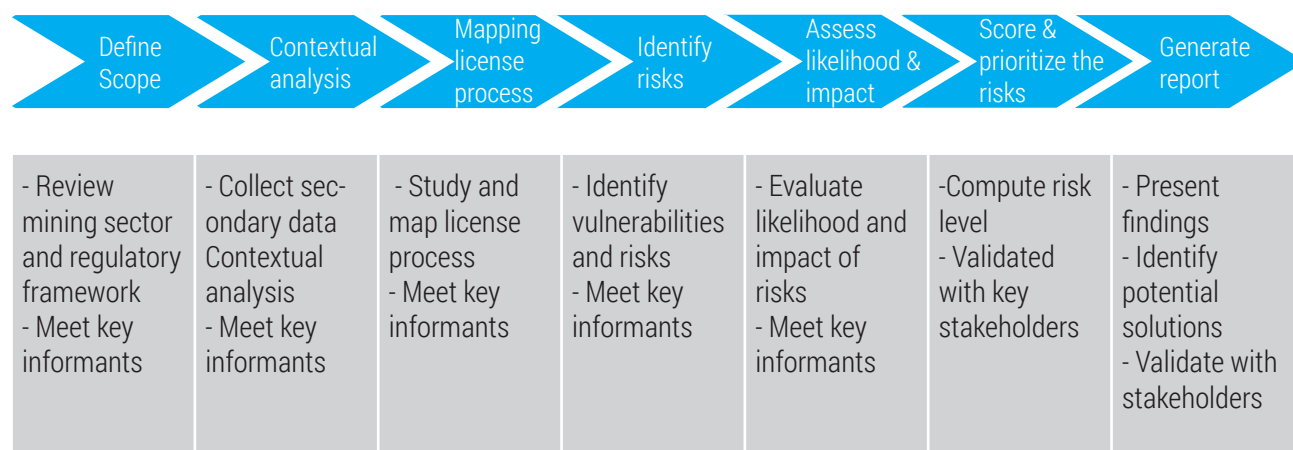 Define
Scope
Contextual
analysis
Mapping
license
process
Identify
risks
Assess
likelihood &
impact
Score &
prioritize the
risks
Generate
report
- Review
mining sector
and regulatory
framework
- Meet key
informants
- Collect sec-
ondary data
Contextual
analysis
- Meet key
informants
- Study and
map license
process
- Meet key
informants
- Identify
vulnerabilities
and risks
- Meet key
informants
- Evaluate
likelihood and
impact of
risks
- Meet key
informants
-Compute risk
level
- Validated
with key
stakeholders
- Present
findings
- Identify
potential
solutions
- Validate with
stakeholders